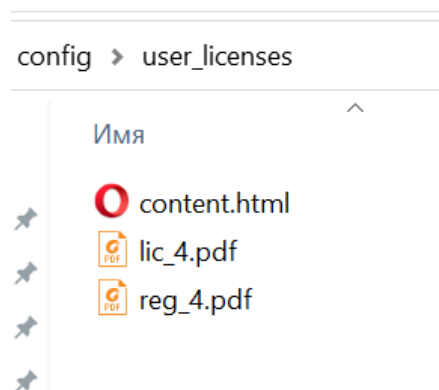 config > user_licenses
Имя
content.html
lic_4.pdf
reg_4.pdf